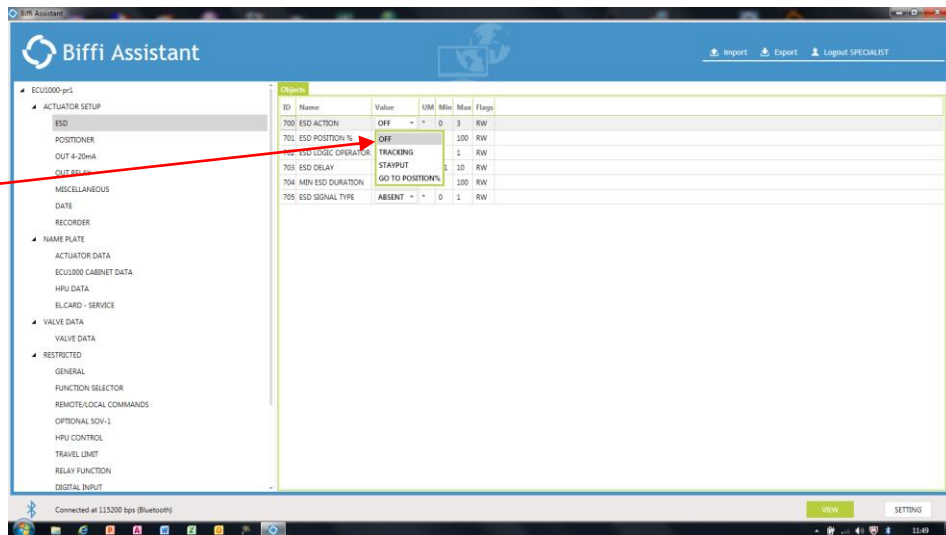 Biffi Assistant
Biffi Assistant
Import Export Logout SPECIALIST
ECU1000-pr1
ACTUATOR SETUP
ESD
POSITIONER
OUT 4-20mA
OUT RELAY
MISCELLANEOUS
DATE
RECORDER
NAME PLATE
ACTUATOR DATA
ECU1000 CABINET DATA
HPU DATA
EL.CARD - SERVICE
VALVE DATA
VALVE DATA
RESTRICTED
GENERAL
FUNCTION SELECTOR
REMOTE/LOCAL COMMANDS
OPTIONAL SOV-1
HPU CONTROL
TRAVEL LIMIT
RELAY FUNCTION
DIGITAL INPUT
Objects
ID Name Value UM Min Max Flags
700 ESD ACTION OFF * 0 3 RW
701 ESD POSITION % 100 RW
702 ESD LOGIC OPERATOR 1 RW
703 ESD DELAY 1 10 RW
704 MIN ESD DURATION 100 RW
705 ESD SIGNAL TYPE ABSENT * 0 1 RW
OFF
TRACKING
STAYPUT
GO TO POSITION%
Connected at 115200 bps (Bluetooth)
VIEW SETTING
11:49